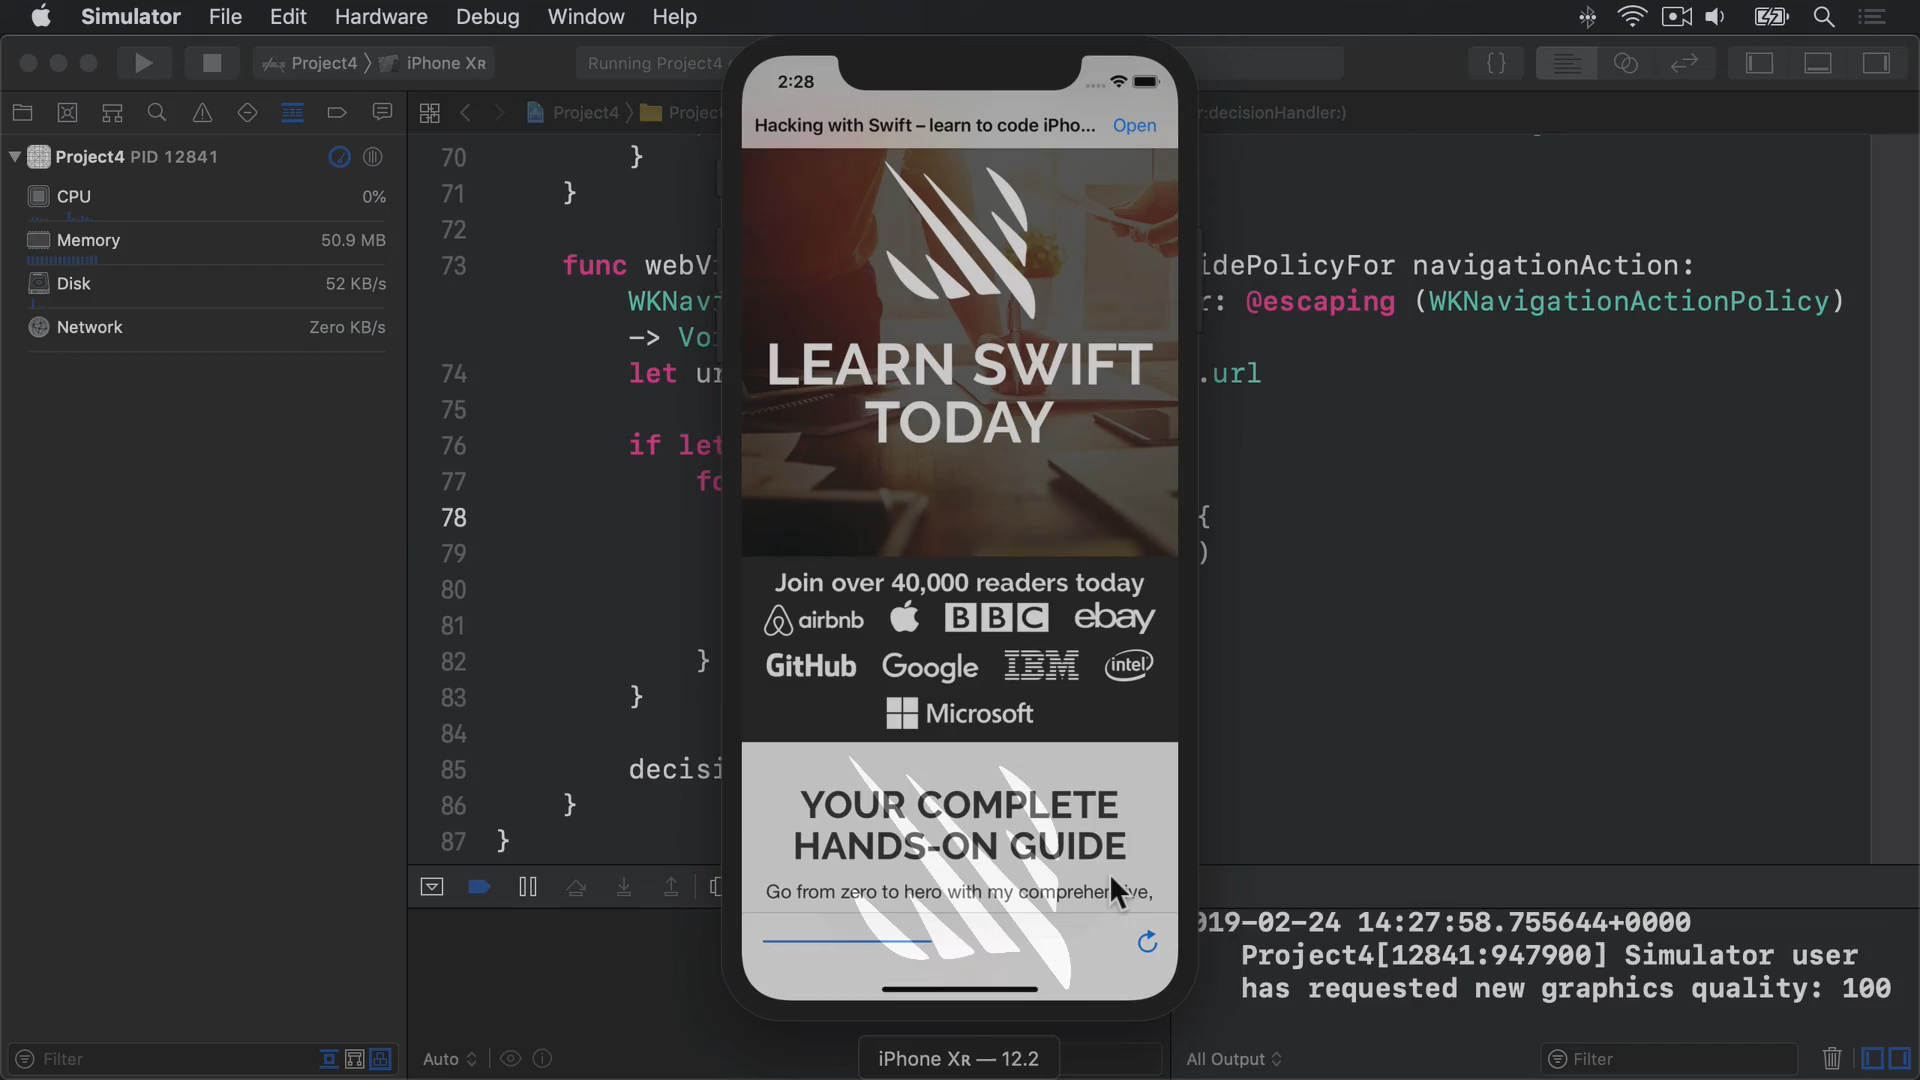 Simulator File Edit Hardware Debug Window Help
Project4 iPhone XR
Running Project4
Project4 Projec
:decisionHandler:)
Project4 PID 12841
CPU 0%
Memory 50.9 MB
Disk 52 KB/s
Network Zero KB/s
70 }
71 }
72
73 func webV idePolicyFor navigationAction:
WKNav r: @escaping (WKNavigationActionPolicy)
-> Vo
74 let ur .url
75
76 if let
77 fo
78 {
79 )
80
81
82 }
83 }
84
85 decisi
86 }
87 }
2:28
Hacking with Swift – learn to code iPho... Open
LEARN SWIFT
TODAY
Join over 40,000 readers today
airbnb BBC ebay
GitHub Google IBM intel
Microsoft
YOUR COMPLETE
HANDS-ON GUIDE
Go from zero to hero with my comprehensive,
019-02-24 14:27:58.755644+0000
Project4[12841:947900] Simulator user
has requested new graphics quality: 100
Filter
Auto
iPhone XR — 12.2
All Output
Filter